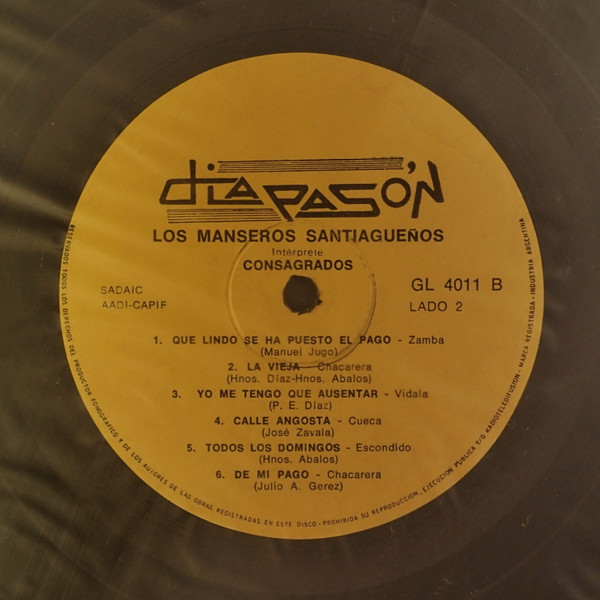 diapasón
LOS MANSEROS SANTIAGUEÑOS
Intérprete
CONSAGRADOS
SADAIC
AADI-CAPIF
GL 4011 B
LADO 2
1. QUE LINDO SE HA PUESTO EL PAGO - Zamba
(Manuel Jugo)
2. LA VIEJA - Chacarera
(Hnos. Díaz-Hnos. Abalos)
3. YO ME TENGO QUE AUSENTAR - Vidala
(P. E. Díaz)
4. CALLE ANGOSTA - Cueca
(José Zavala)
5. TODOS LOS DOMINGOS - Escondido
(Hnos. Abalos)
6. DE MI PAGO - Chacarera
(Julio A. Gerez)
RESERVADOS TODOS LOS DERECHOS DEL PRODUCTOR FONOGRAFICO Y DE LOS AUTORES DE LAS OBRAS REGISTRADAS EN ESTE DISCO - PROHIBIDA SU REPRODUCCION, EJECUCION PUBLICA Y/O RADIOTELEDIFUSION - MARCA REGISTRADA - INDUSTRIA ARGENTINA